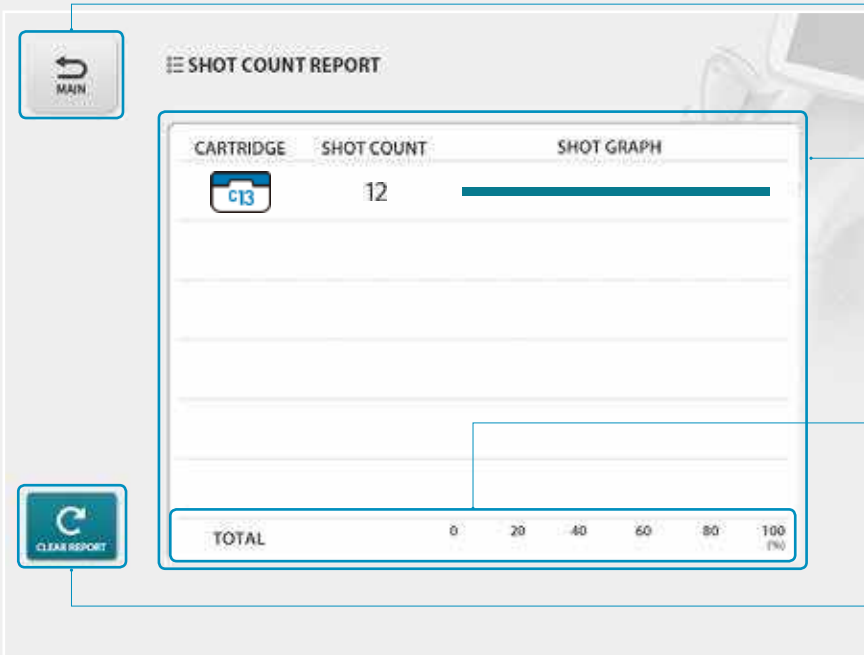 MAIN
SHOT COUNT REPORT
CARTRIDGE SHOT COUNT SHOT GRAPH
C13 12
TOTAL 0 20 40 60 80 100
(%)
CLEAR REPORT